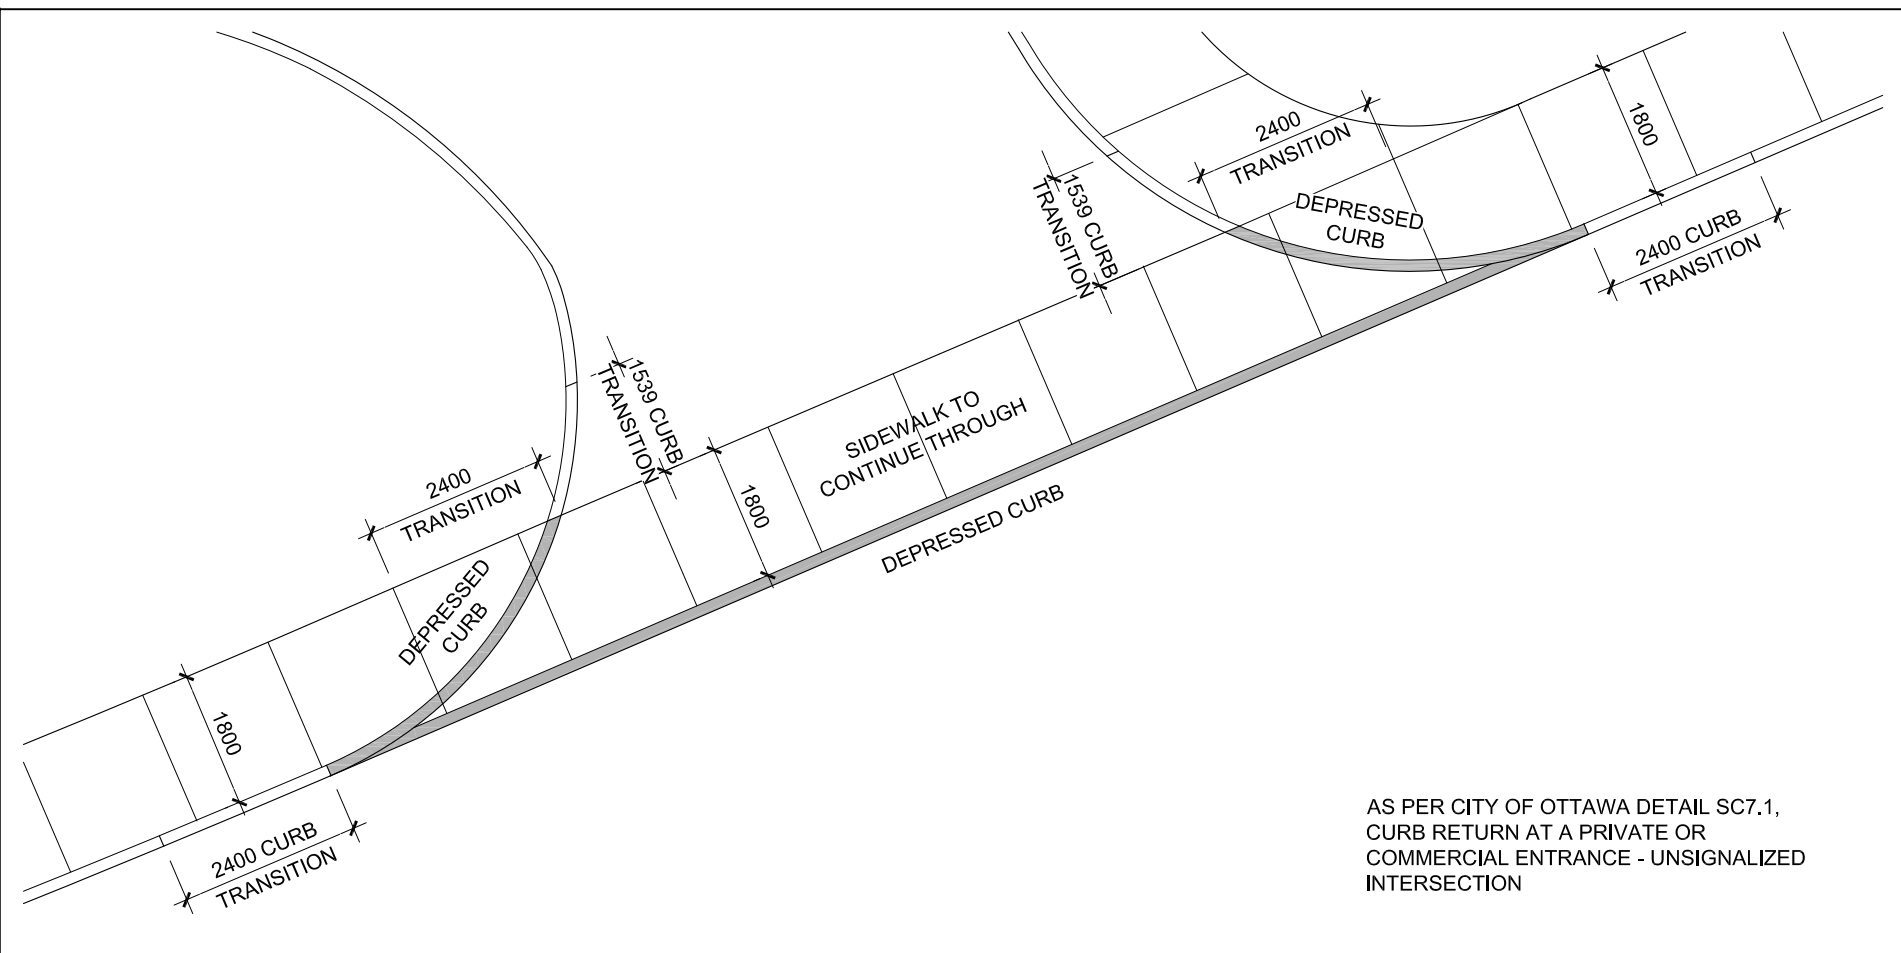 2400
TRANSITION
1800
1539 CURB
TRANSITION
DEPRESSED
CURB
2400 CURB
TRANSITION
1539 CURB
TRANSITION
SIDEWALK TO
CONTINUE THROUGH
2400
TRANSITION
1800
DEPRESSED CURB
DEPRESSED
CURB
1800
2400 CURB
TRANSITION
AS PER CITY OF OTTAWA DETAIL SC7.1,
CURB RETURN AT A PRIVATE OR
COMMERCIAL ENTRANCE - UNSIGNALIZED
INTERSECTION